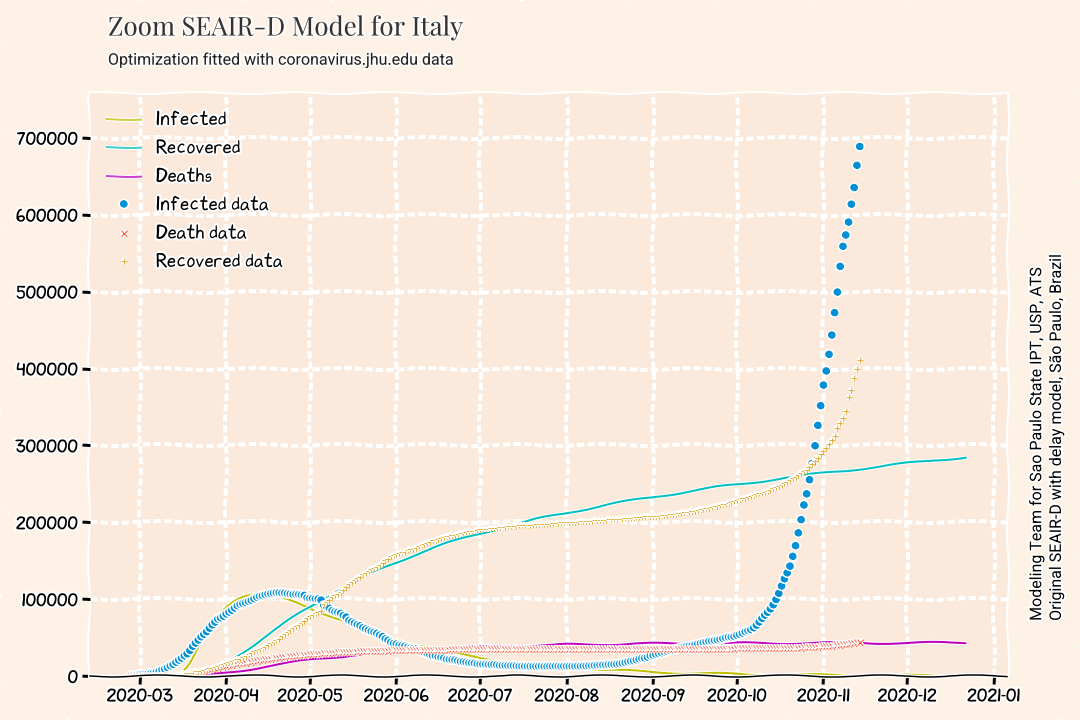 Zoom SEAIR-D Model for Italy
Optimization fitted with coronavirus.jhu.edu data
Infected
Recovered
Deaths
Infected data
Death data
Recovered data
700000
600000
500000
400000
300000
200000
100000
0
2020-03
2020-04
2020-05
2020-06
2020-07
2020-08
2020-09
2020-10
2020-11
2020-12
2021-01
Modeling Team for Sao Paulo State IPT, USP, ATS
Original SEAIR-D with delay model, São Paulo, Brazil